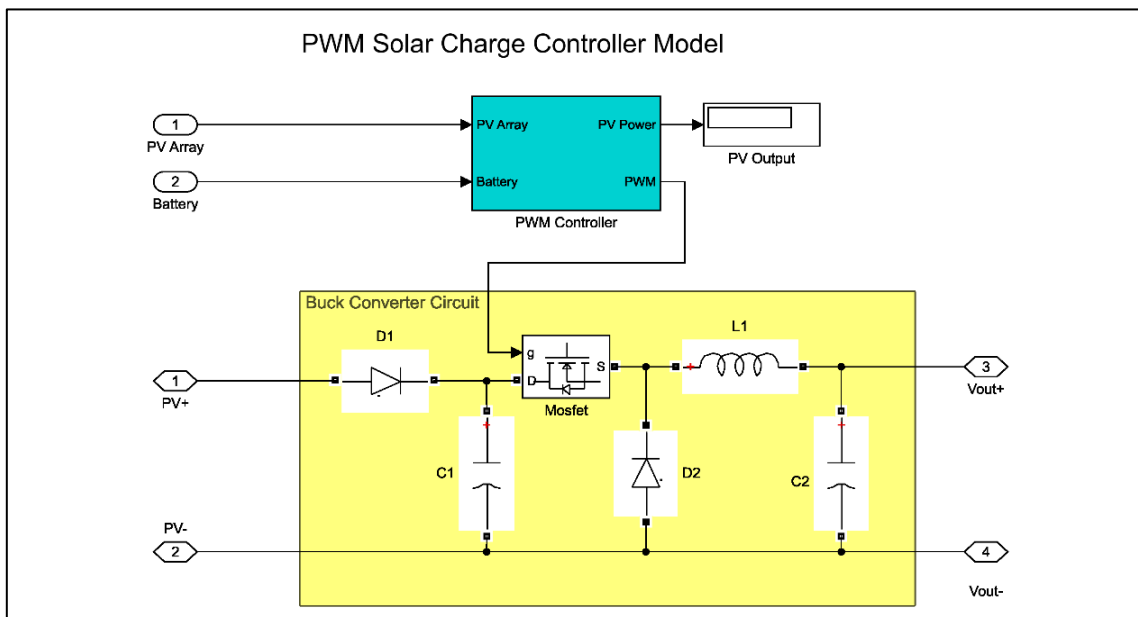 PWM Solar Charge Controller Model
1
PV Array
2
Battery
PV Array
Battery
PV Power
PWM
PWM Controller
PV Output
Buck Converter Circuit
D1
g
D
S
Mosfet
L1
1
PV+
3
Vout+
C1
D2
C2
PV-
2
4
Vout-